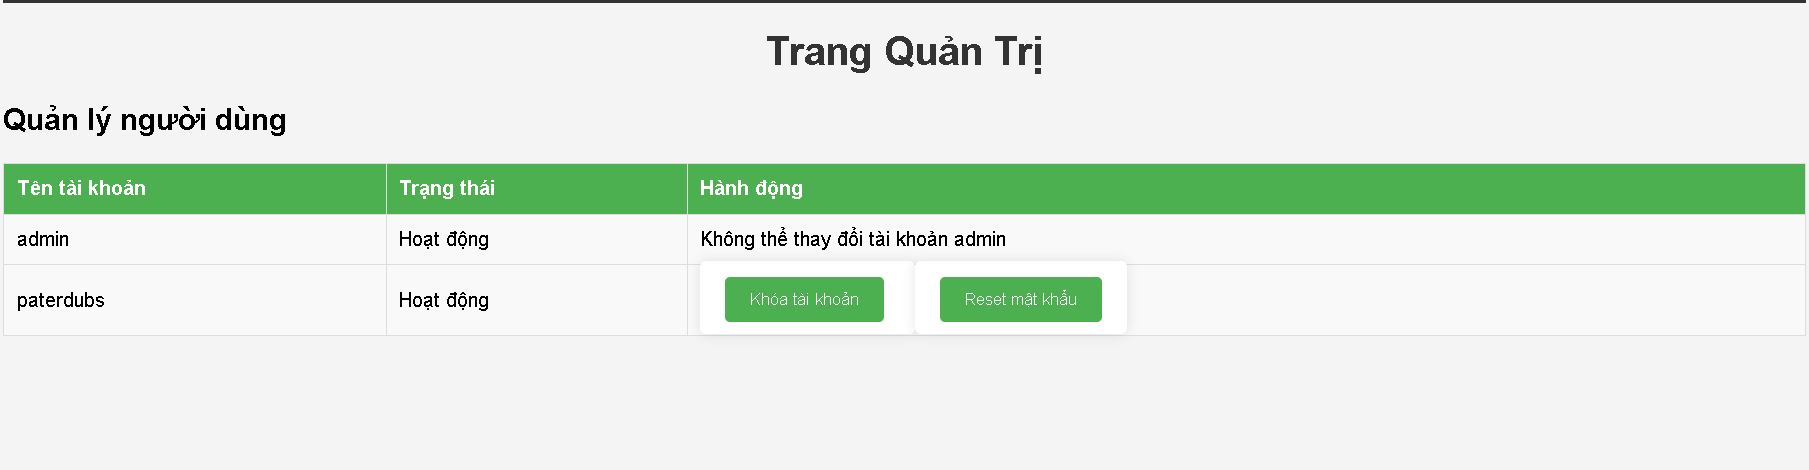 Trang Quản Trị
Quản lý người dùng
Tên tài khoản Trạng thái Hành động
admin Hoạt động Không thể thay đổi tài khoản admin
paterdubs Hoạt động Khóa tài khoản Reset mật khẩu